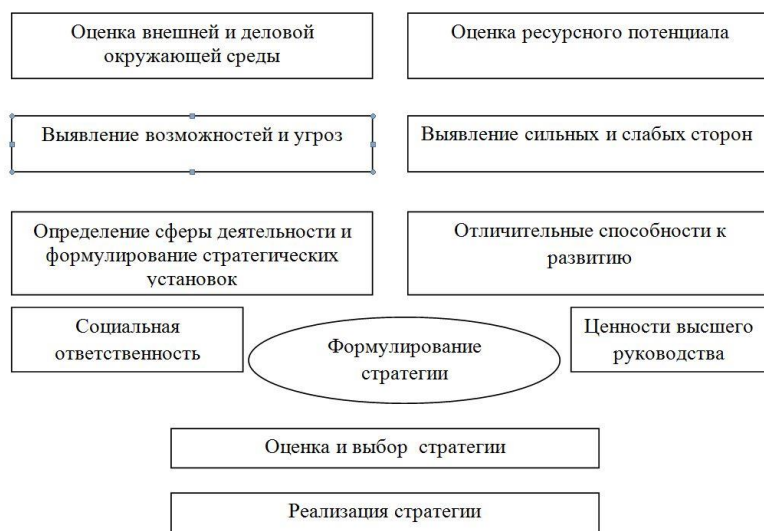 Оценка внешней и деловой
окружающей среды
Оценка ресурсного потенциала
Выявление возможностей и угроз
Выявление сильных и слабых сторон
Определение сферы деятельности и
формулирование стратегических
установок
Отличительные способности к
развитию
Социальная
ответственность
Формулирование
стратегии
Ценности высшего
руководства
Оценка и выбор стратегии
Реализация стратегии